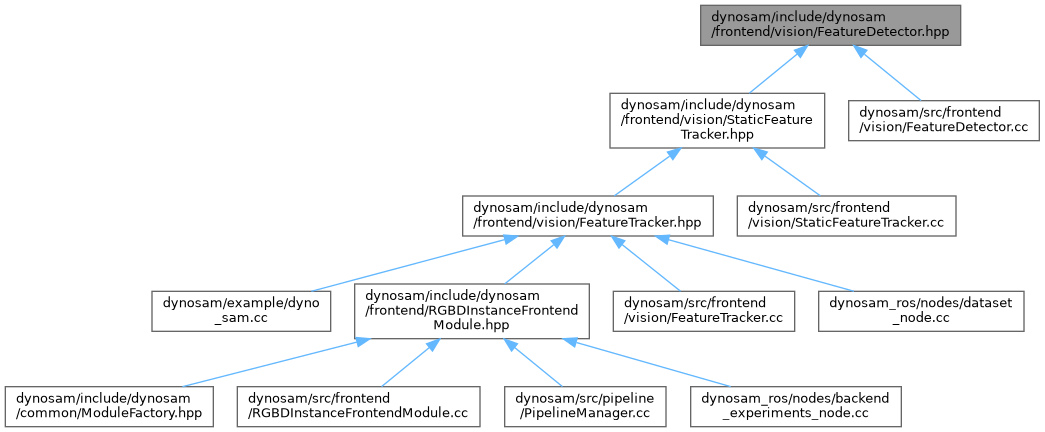 dynosam/include/dynosam
/frontend/vision/FeatureDetector.hpp
dynosam/include/dynosam
/frontend/vision/StaticFeature
Tracker.hpp
dynosam/src/frontend
/vision/FeatureDetector.cc
dynosam/include/dynosam
/frontend/vision/FeatureTracker.hpp
dynosam/src/frontend
/vision/StaticFeatureTracker.cc
dynosam/example/dyno
_sam.cc
dynosam/include/dynosam
/frontend/RGBDInstanceFrontend
Module.hpp
dynosam/src/frontend
/vision/FeatureTracker.cc
dynosam_ros/nodes/dataset
_node.cc
dynosam/include/dynosam
/common/ModuleFactory.hpp
dynosam/src/frontend
/RGBDInstanceFrontendModule.cc
dynosam/src/pipeline
/PipelineManager.cc
dynosam_ros/nodes/backend
_experiments_node.cc